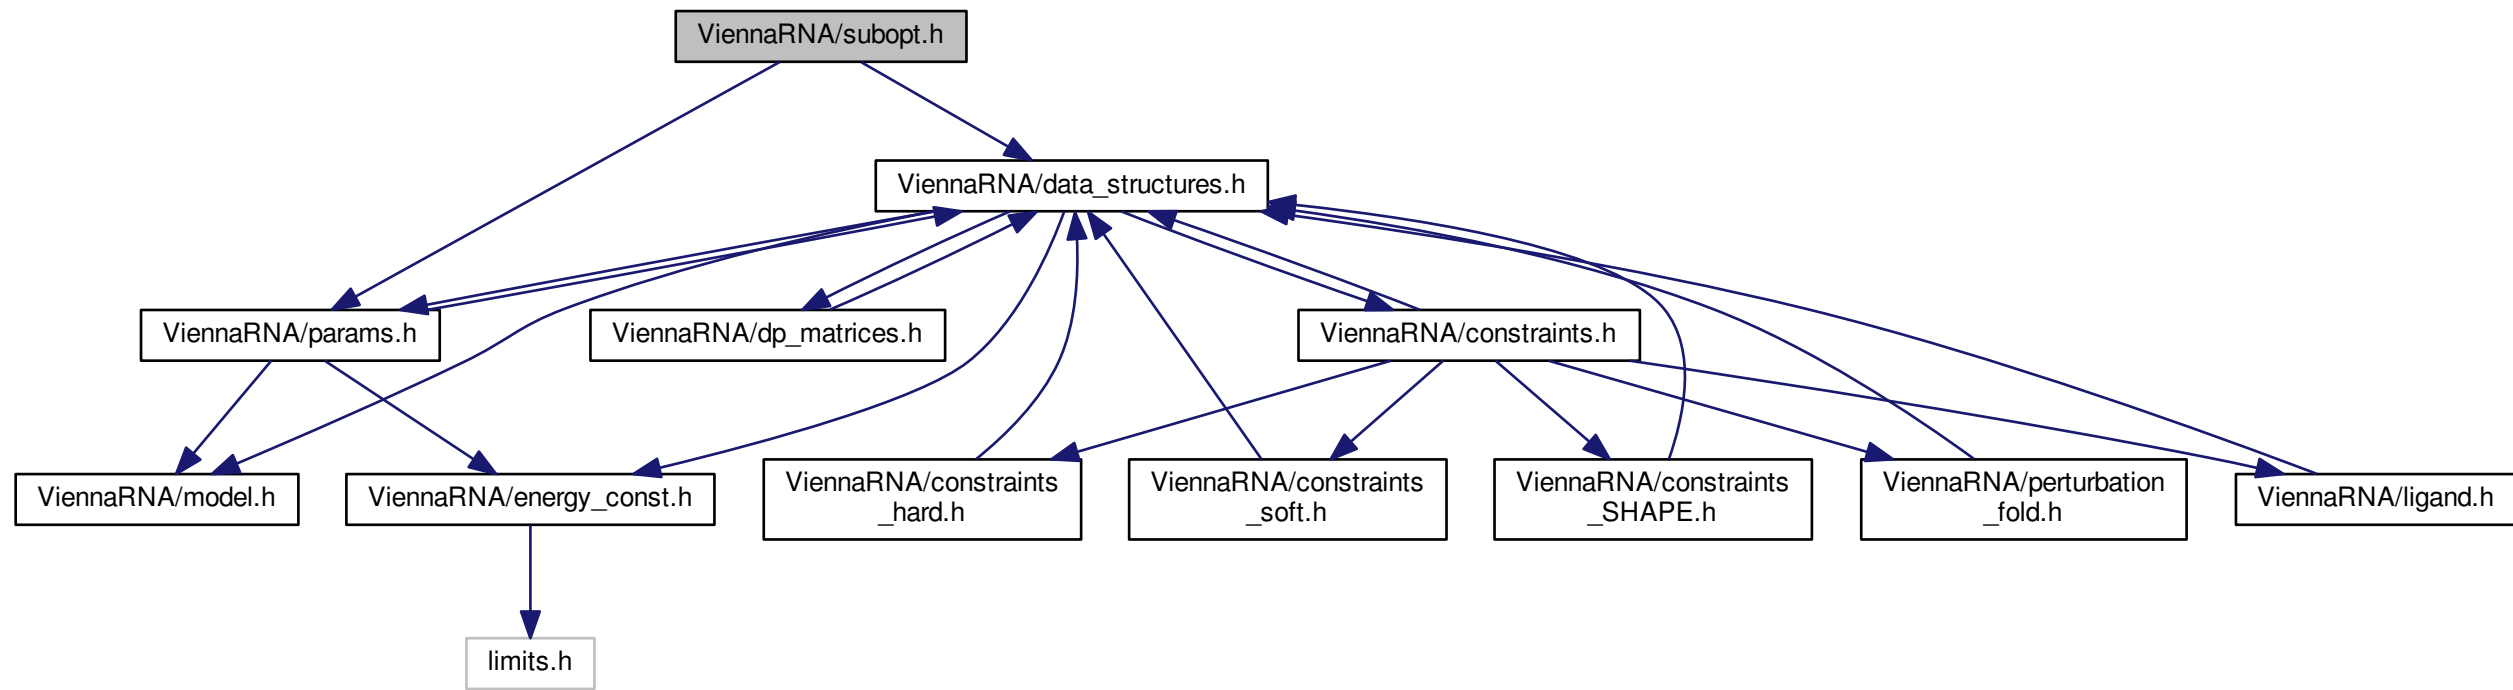 ViennaRNA/subopt.h
ViennaRNA/data_structures.h
ViennaRNA/params.h
ViennaRNA/dp_matrices.h
ViennaRNA/constraints.h
ViennaRNA/model.h
ViennaRNA/energy_const.h
ViennaRNA/constraints
_hard.h
ViennaRNA/constraints
_soft.h
ViennaRNA/constraints
_SHAPE.h
ViennaRNA/perturbation
_fold.h
ViennaRNA/ligand.h
limits.h